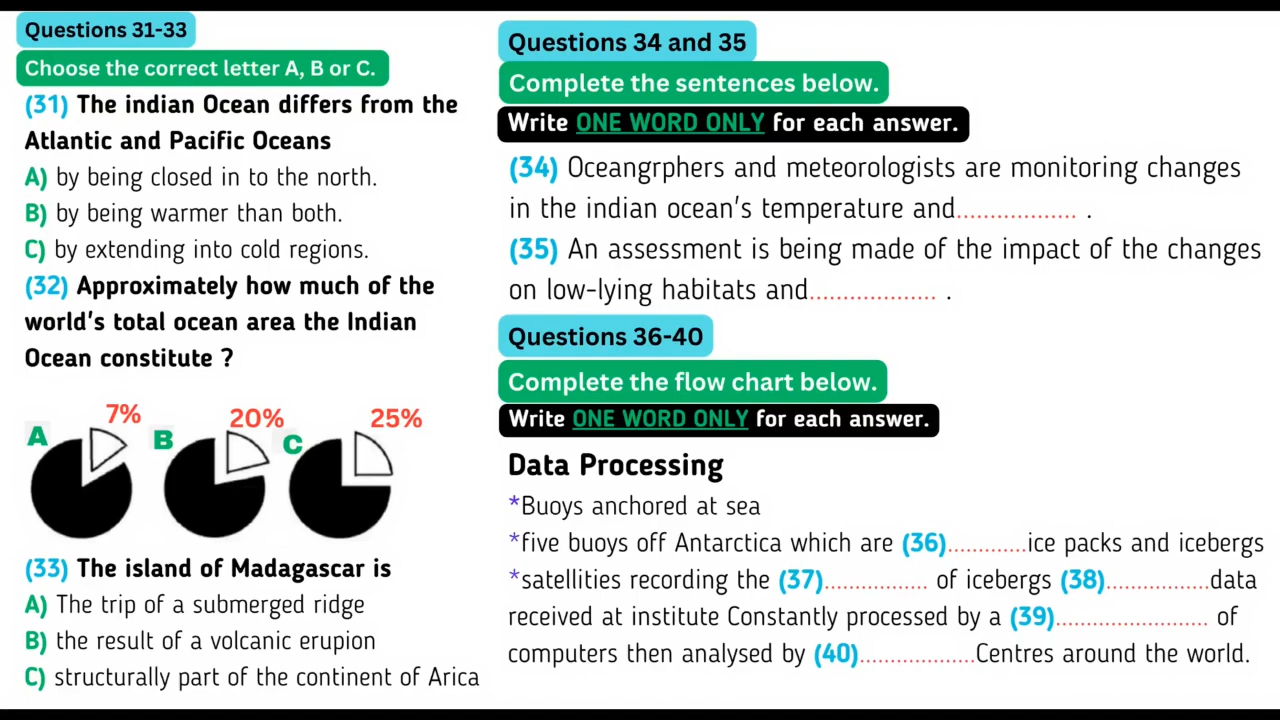 Questions 31-33
Choose the correct letter A, B or C.
(31) The indian Ocean differs from the
Atlantic and Pacific Oceans
A) by being closed in to the north.
B) by being warmer than both.
C) by extending into cold regions.
(32) Approximately how much of the
world's total ocean area the Indian
Ocean constitute ?
A 7% B 20% C 25%
(33) The island of Madagascar is
A) The trip of a submerged ridge
B) the result of a volcanic erupion
C) structurally part of the continent of Arica
Questions 34 and 35
Complete the sentences below.
Write ONE WORD ONLY for each answer.
(34) Oceangrphers and meteorologists are monitoring changes
in the indian ocean's temperature and.................. .
(35) An assessment is being made of the impact of the changes
on low-lying habitats and................... .
Questions 36-40
Complete the flow chart below.
Write ONE WORD ONLY for each answer.
Data Processing
*Buoys anchored at sea
*five buoys off Antarctica which are (36)............ice packs and icebergs
*satellities recording the (37)................ of icebergs (38)................data
received at institute Constantly processed by a (39)....................... of
computers then analysed by (40)..................Centres around the world.